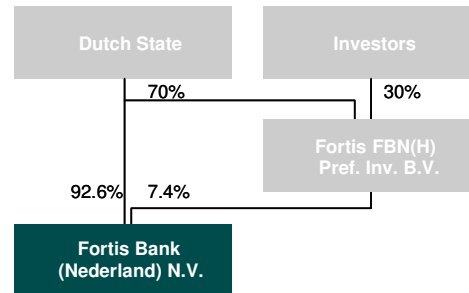 Dutch State
Investors
70%
30%
Fortis FBN(H)
Pref. Inv. B.V.
92.6%
7.4%
Fortis Bank
(Nederland) N.V.